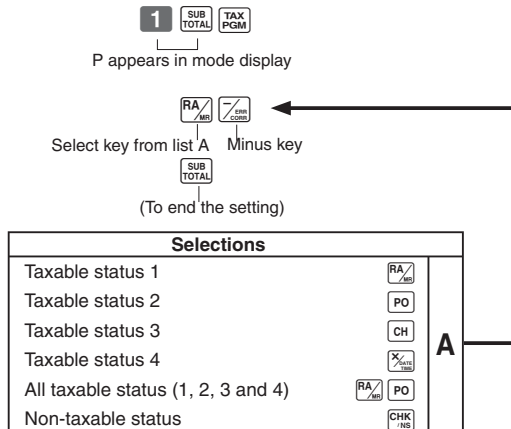 1 SUB TOTAL TAX PGM
P appears in mode display
RA/MR −/ERR CORR
Select key from list A Minus key
SUB TOTAL
(To end the setting)
Selections
Taxable status 1 RA/MR
Taxable status 2 PO
Taxable status 3 CH
Taxable status 4 ×/DATE TIME
All taxable status (1, 2, 3 and 4) RA/MR PO
Non-taxable status CHK/NS
A